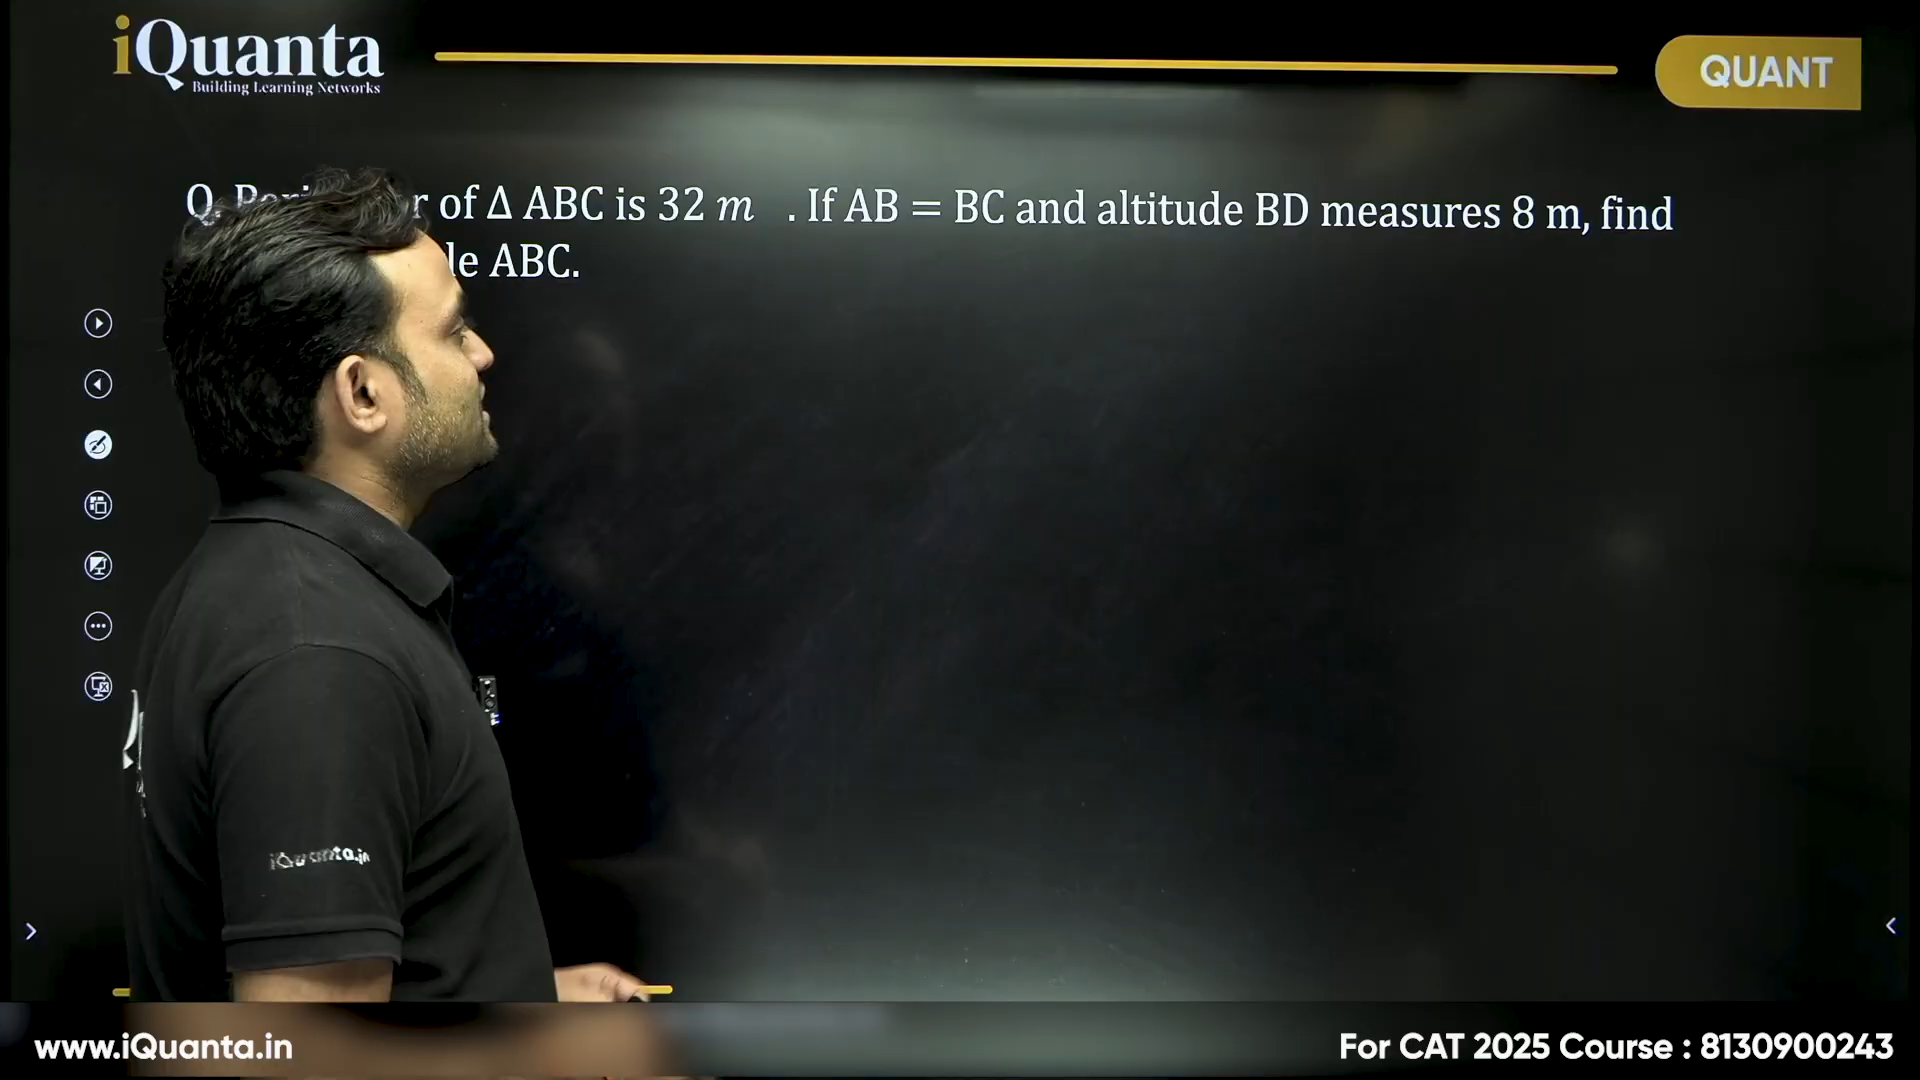 iQuanta
Building Learning Networks
QUANT
Q. of Δ ABC is 32 m . If AB = BC and altitude BD measures 8 m, find
ABC.
iQuanta.in
www.iQuanta.in
For CAT 2025 Course : 8130900243